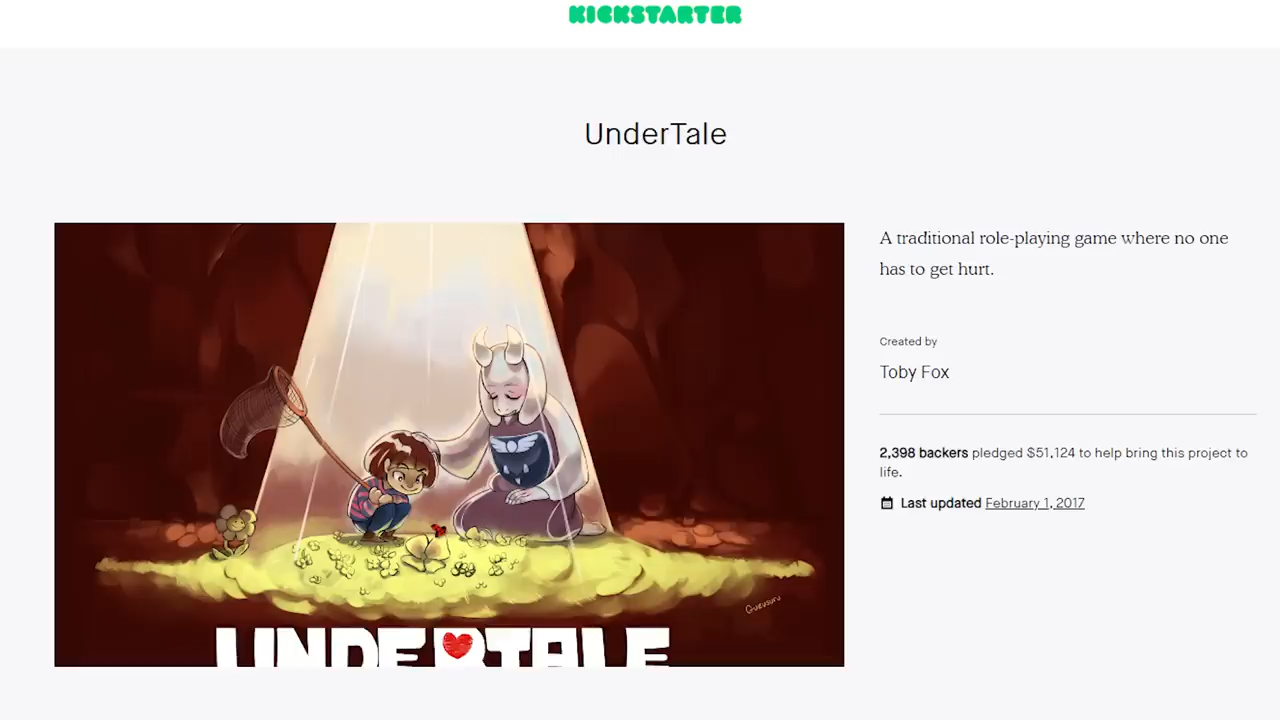 KICKSTARTER
UnderTale
A traditional role-playing game where no one
has to get hurt.
Created by
Toby Fox
2,398 backers pledged $51,124 to help bring this project to
life.
Last updated February 1, 2017
Guzusuru
UNDERTALE